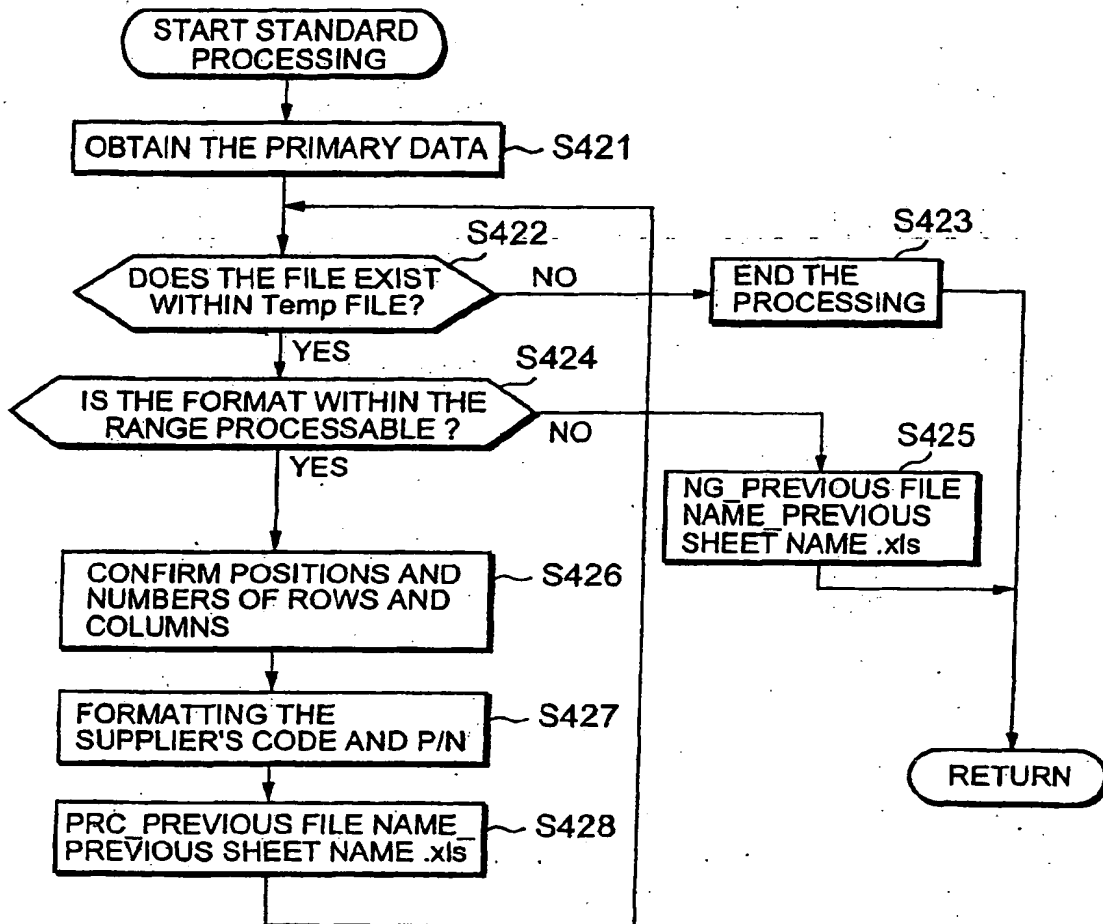 START STANDARD
PROCESSING
OBTAIN THE PRIMARY DATA
S421
S422
DOES THE FILE EXIST
WITHIN Temp FILE?
NO
YES
S423
END THE
PROCESSING
S424
IS THE FORMAT WITHIN THE
RANGE PROCESSABLE ?
NO
YES
S425
NG_PREVIOUS FILE
NAME_PREVIOUS
SHEET NAME .xls
CONFIRM POSITIONS AND
NUMBERS OF ROWS AND
COLUMNS
S426
FORMATTING THE
SUPPLIER'S CODE AND P/N
S427
RETURN
PRC_PREVIOUS FILE NAME_
PREVIOUS SHEET NAME .xls
S428